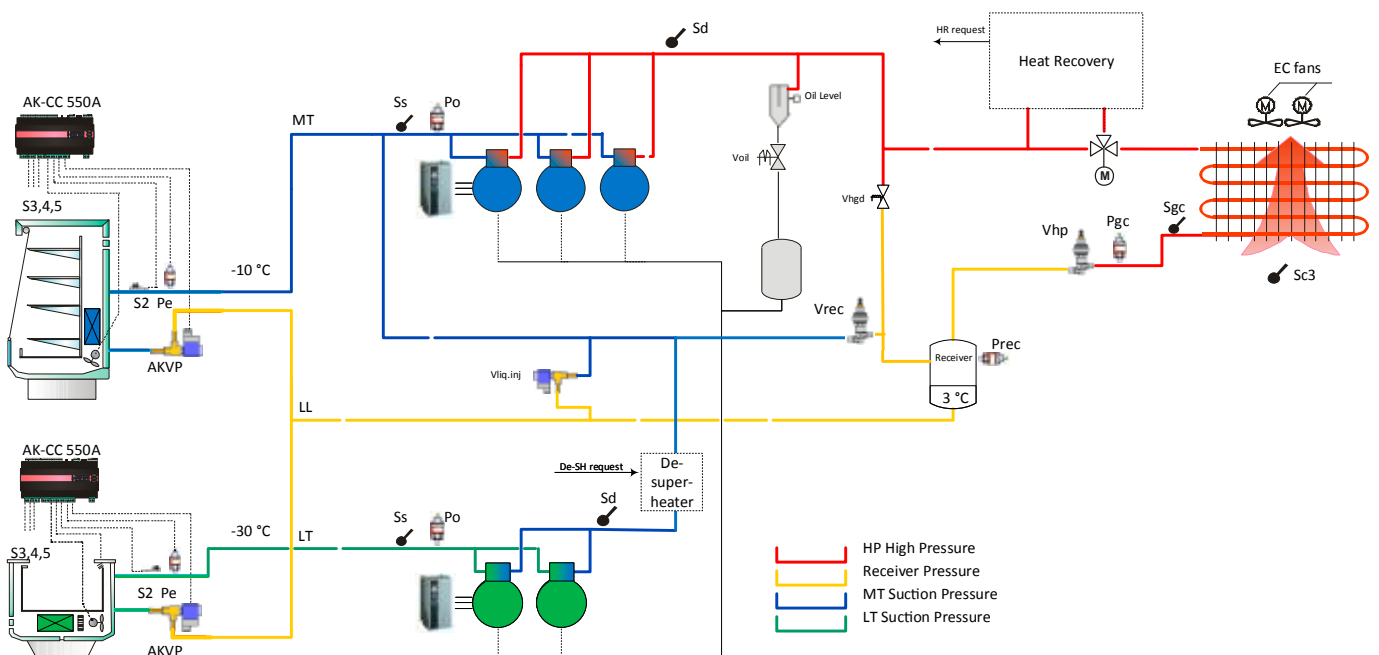 HR request
Heat Recovery
EC fans
M
M
Sd
AK-CC 550A
MT
Ss
Po
Oil Level
Voil
M
Vhgd
S3,4,5
Vhp
Pgc
Sgc
Sc3
-10 °C
S2 Pe
Vrec
Receiver
Prec
3 °C
AKVP
Vliq.inj
LL
AK-CC 550A
De-SH request
De-
super-
heater
-30 °C
LT
Ss
Po
Sd
S3,4,5
S2 Pe
AKVP
HP High Pressure
Receiver Pressure
MT Suction Pressure
LT Suction Pressure